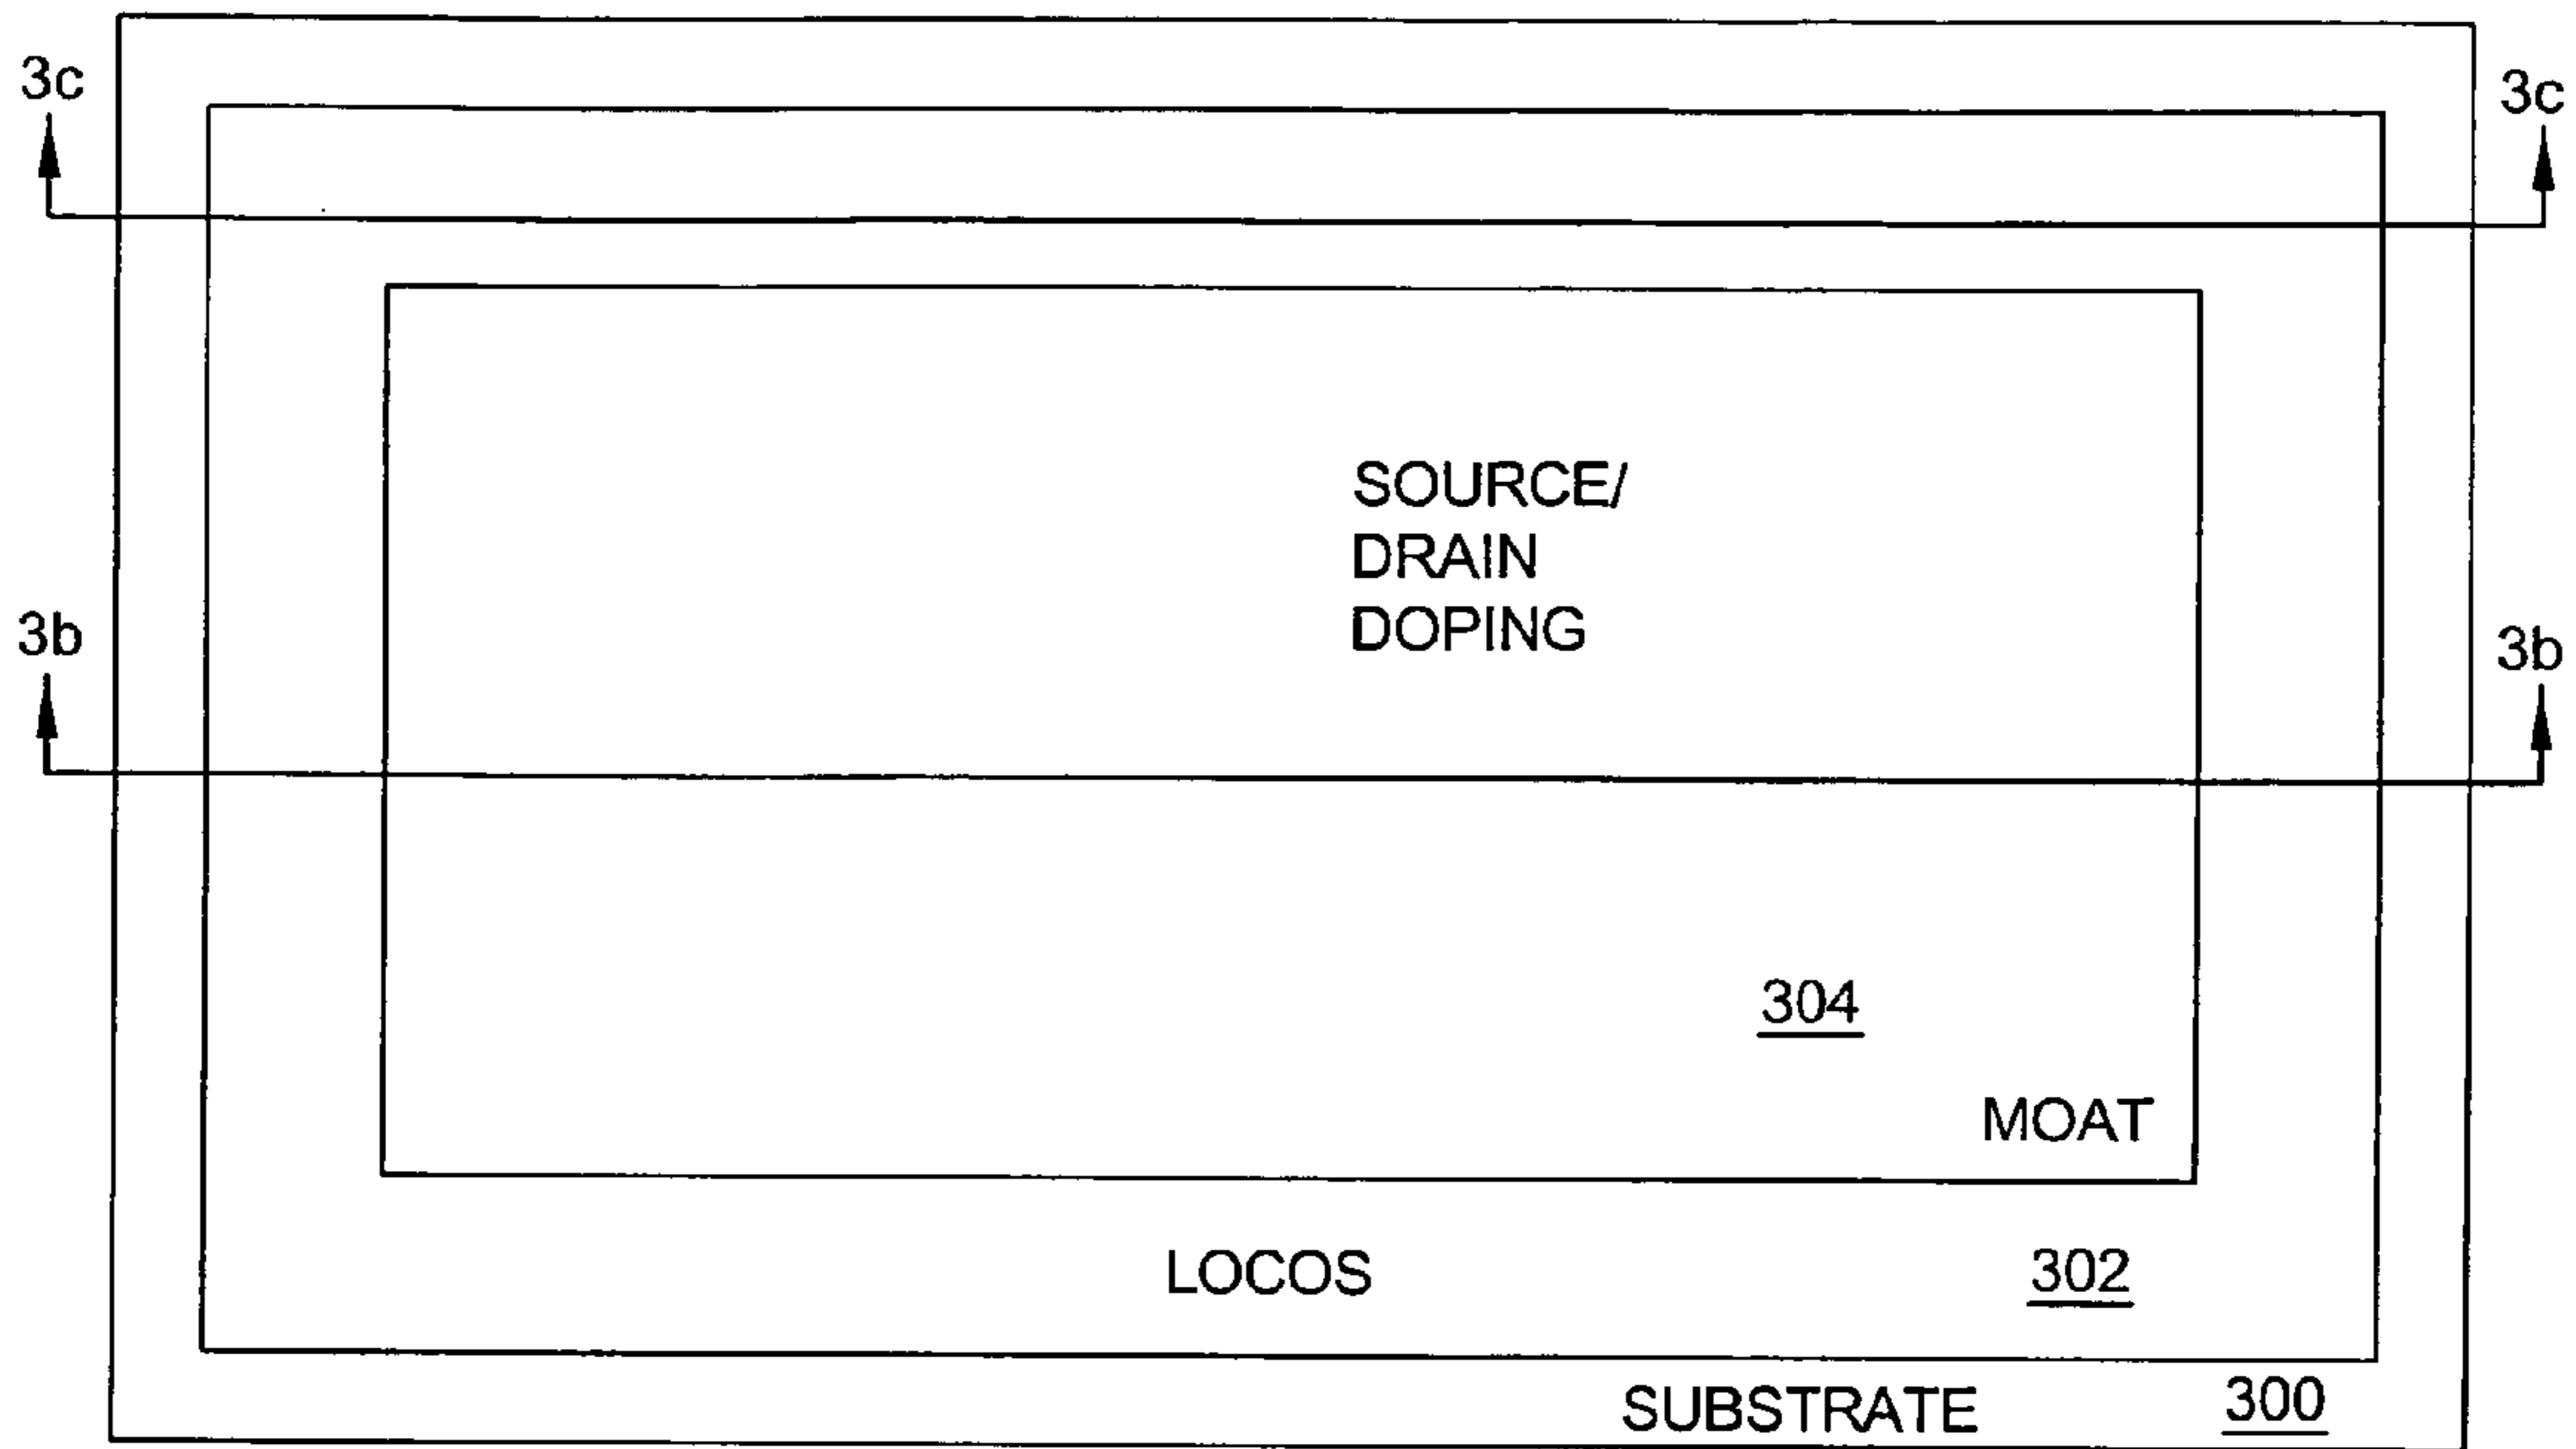 3c
3c
SOURCE/
DRAIN
DOPING
3b
3b
304
MOAT
LOCOS
302
SUBSTRATE
300